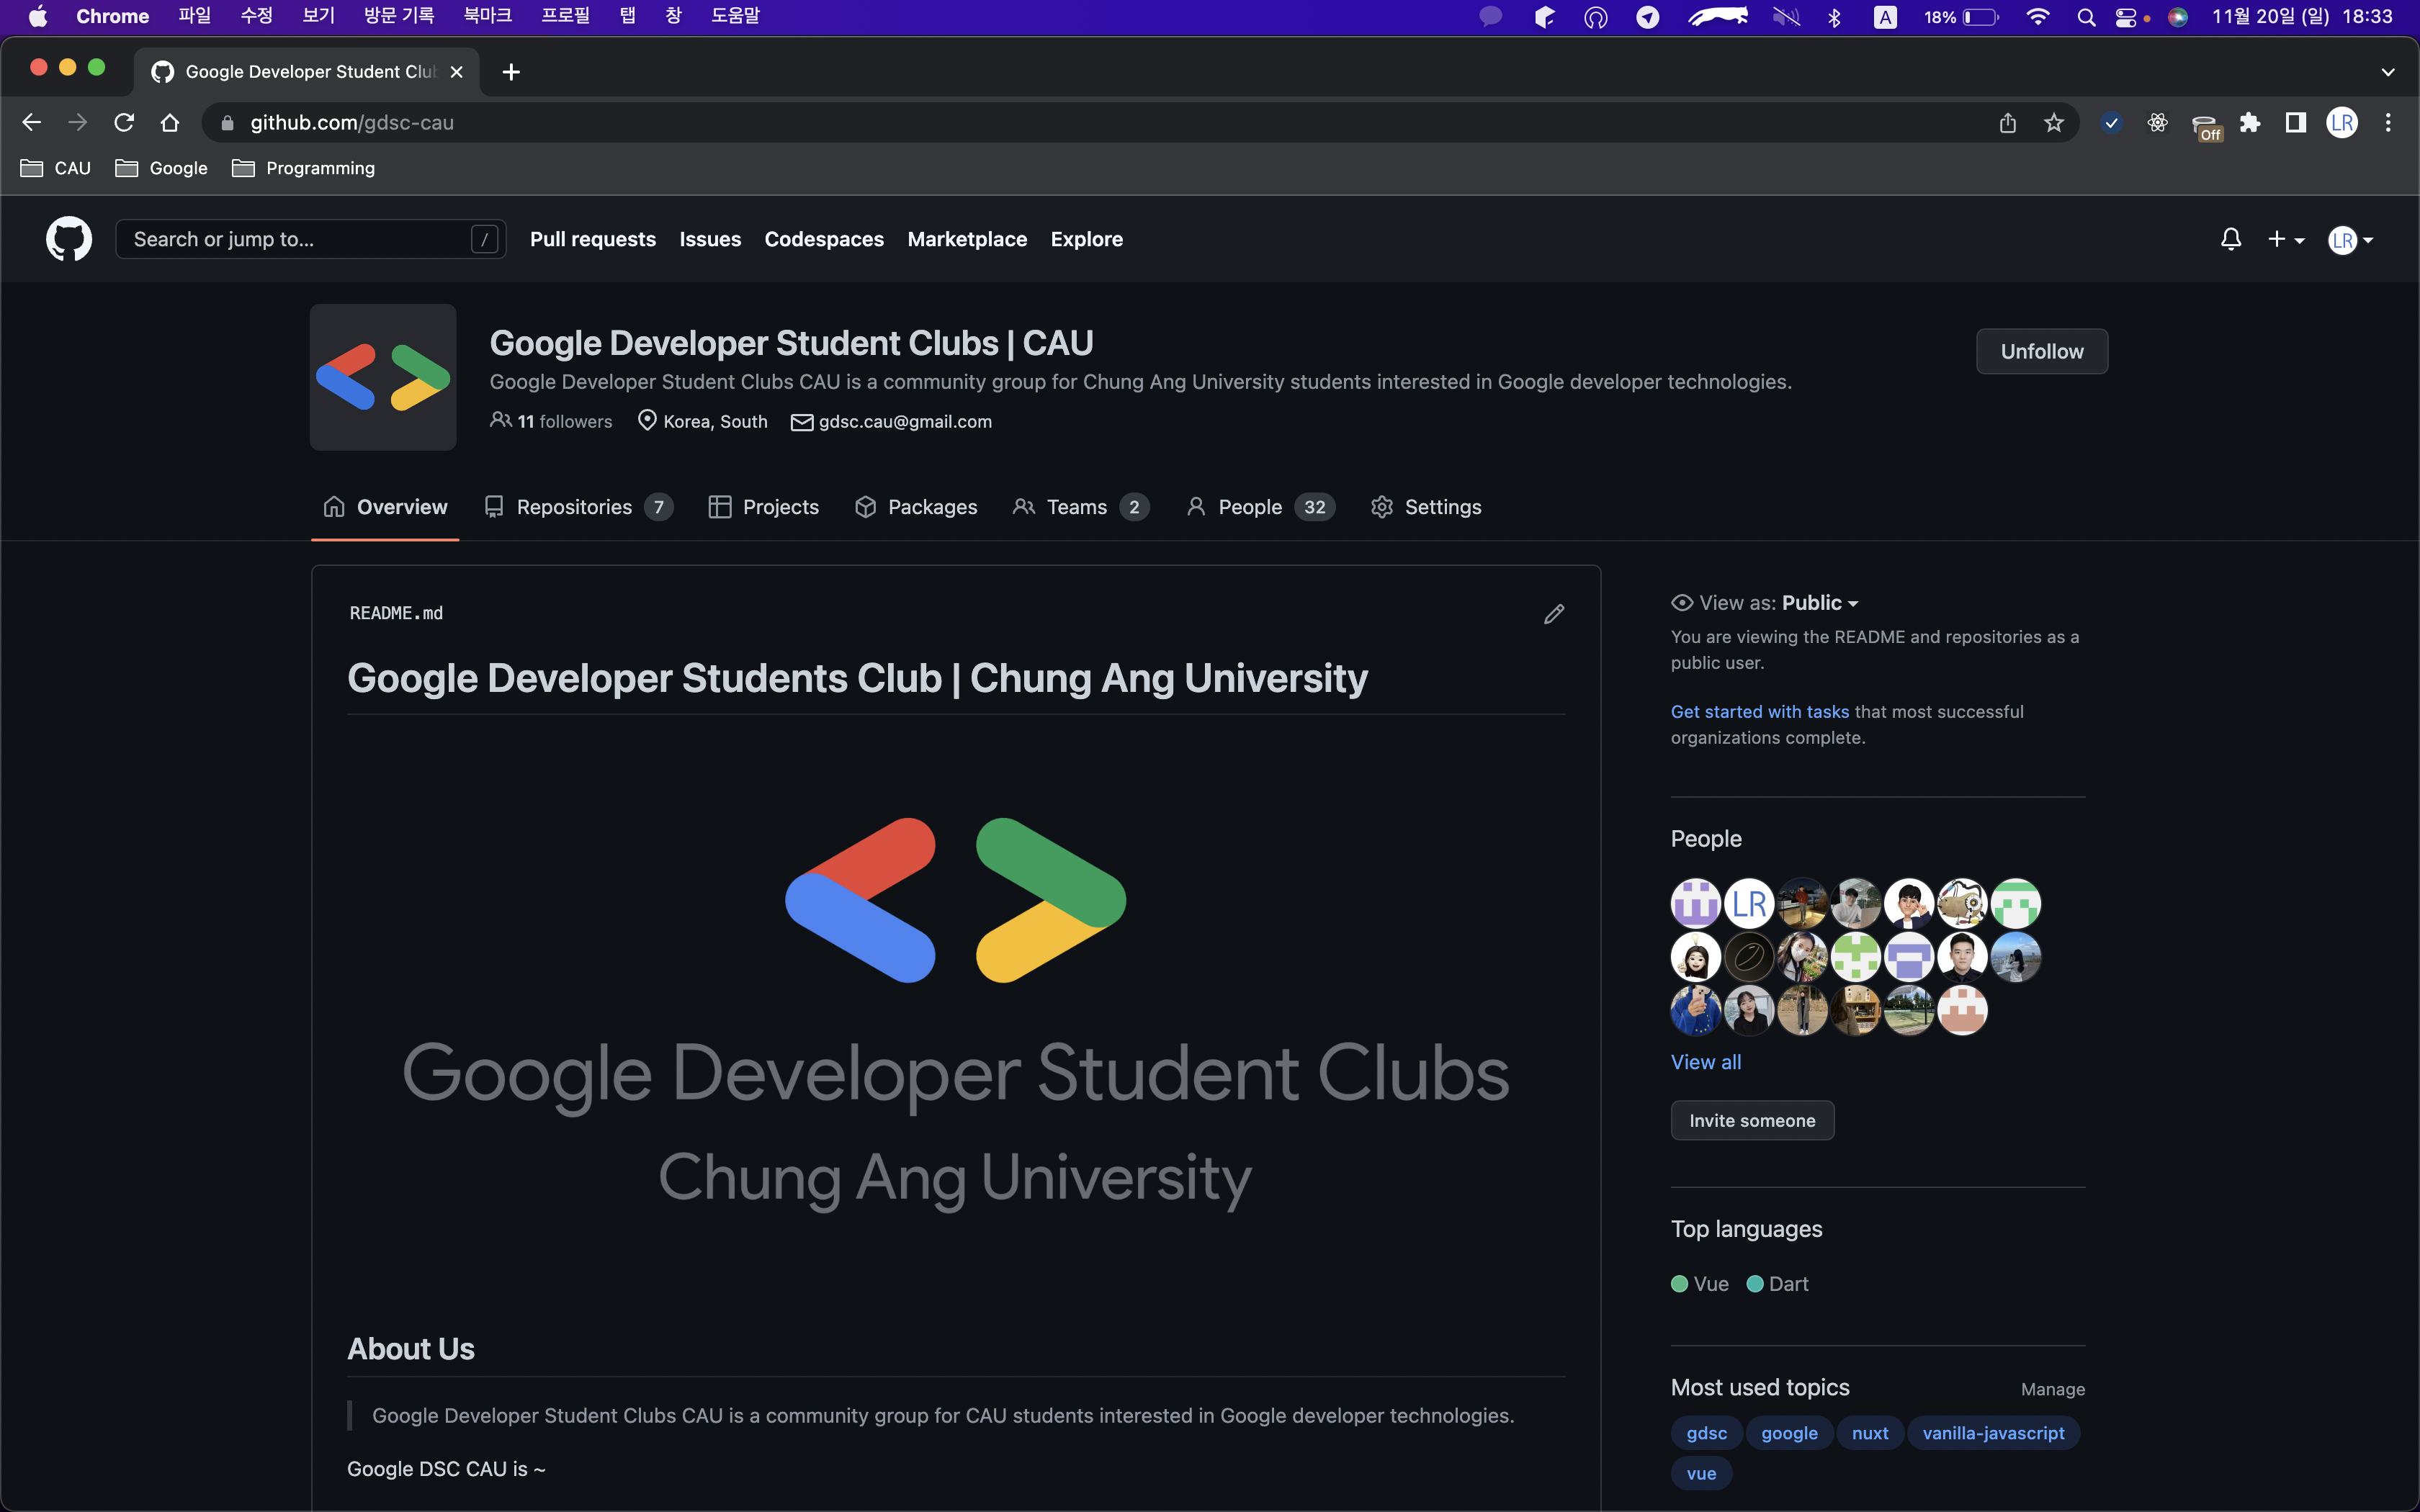 Chrome 파일 수정 보기 방문 기록 북마크 프로필 탭 창 도움말 A 18% 11월 20일 (일) 18:33
Google Developer Student Clu
github.com/gdsc-cau Off LR
CAU Google Programming
Search or jump to... / Pull requests Issues Codespaces Marketplace Explore LR
Google Developer Student Clubs | CAU
Unfollow
Google Developer Student Clubs CAU is a community group for Chung Ang University students interested in Google developer technologies.
11 followers Korea, South gdsc.cau@gmail.com
Overview Repositories 7 Projects Packages Teams 2 People 32 Settings
README.md
Google Developer Students Club | Chung Ang University
Google Developer Student Clubs
Chung Ang University
About Us
Google Developer Student Clubs CAU is a community group for CAU students interested in Google developer technologies.
Google DSC CAU is ~
View as: Public
You are viewing the README and repositories as a
public user.
Get started with tasks that most successful
organizations complete.
People
LR
View all
Invite someone
Top languages
Vue Dart
Most used topics Manage
gdsc google nuxt vanilla-javascript
vue